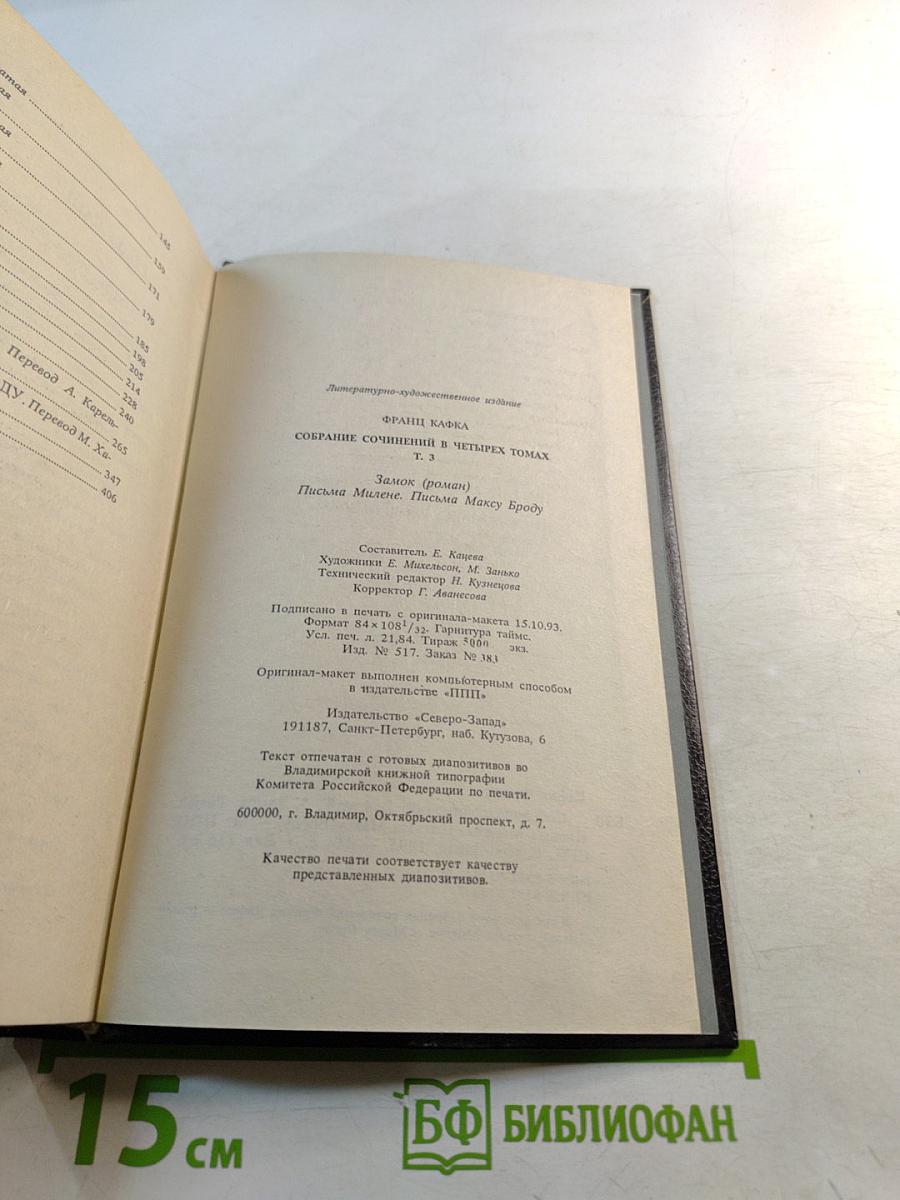 145
159
171
179
185
198
205
214
228
Перевод А. Карель-
240
265
ДУ. Перевод М. Ха-
347
406
Литературно-художественное издание
ФРАНЦ КАФКА
СОБРАНИЕ СОЧИНЕНИЙ В ЧЕТЫРЕХ ТОМАХ
Т. 3
Замок (роман)
Письма Милене. Письма Максу Броду
Составитель Е. Кацева
Художники Е. Михельсон, М. Занько
Технический редактор Н. Кузнецова
Корректор Г. Аванесова
Подписано в печать с оригинала-макета 15.10.93.
Формат 84×108¹/₃₂. Гарнитура таймс.
Усл. печ. л. 21,84. Тираж 5000 экз.
Изд. № 517. Заказ № 383
Оригинал-макет выполнен компьютерным способом
в издательстве «ППП»
Издательство «Северо-Запад»
191187, Санкт-Петербург, наб. Кутузова, 6
Текст отпечатан с готовых диапозитивов во
Владимирской книжной типографии
Комитета Российской Федерации по печати.
600000, г. Владимир, Октябрьский проспект, д. 7.
Качество печати соответствует качеству
представленных диапозитивов.
15 см
БФ БИБЛИОФАН